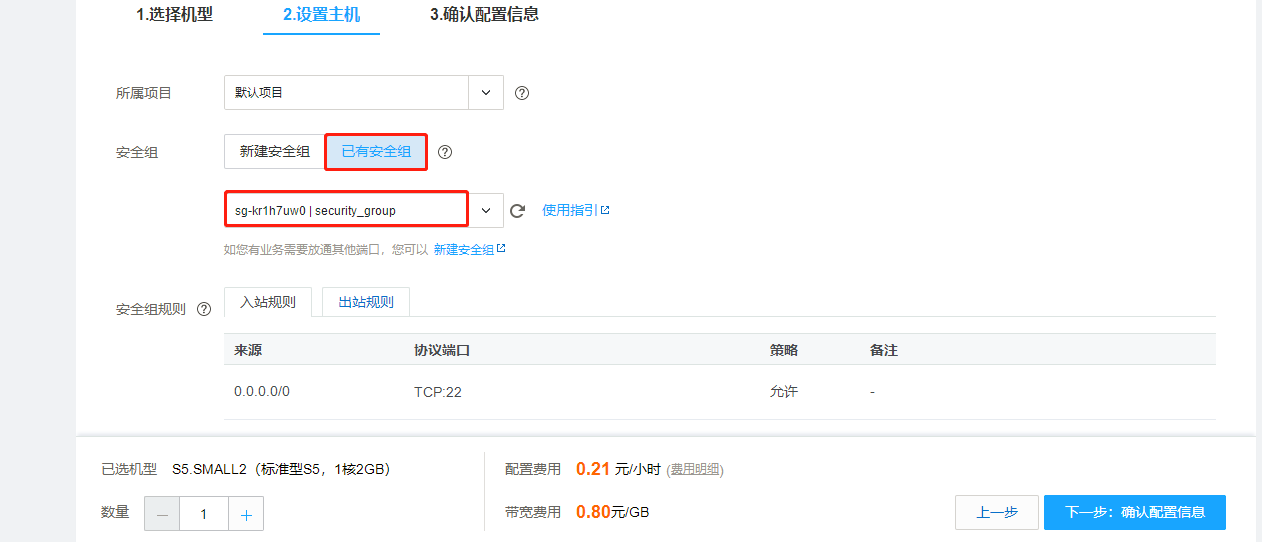 1.选择机型 2.设置主机 3.确认配置信息
所属项目 默认项目
安全组 新建安全组 已有安全组
sg-kr1h7uw0 | security_group 使用指引
如您有业务需要放通其他端口，您可以 新建安全组
安全组规则 入站规则 出站规则
来源 协议端口 策略 备注
0.0.0.0/0 TCP:22 允许 -
已选机型 S5.SMALL2（标准型S5，1核2GB） 配置费用 0.21 元/小时 (费用明细)
数量 1 带宽费用 0.80元/GB 上一步 下一步：确认配置信息